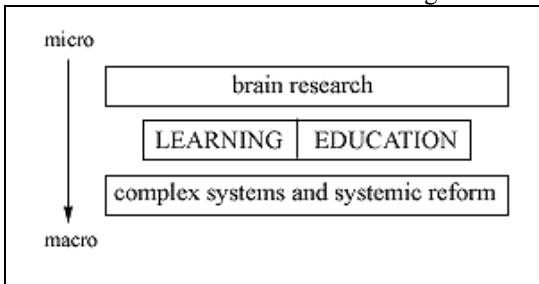 micro
brain research
LEARNING EDUCATION
complex systems and systemic reform
macro